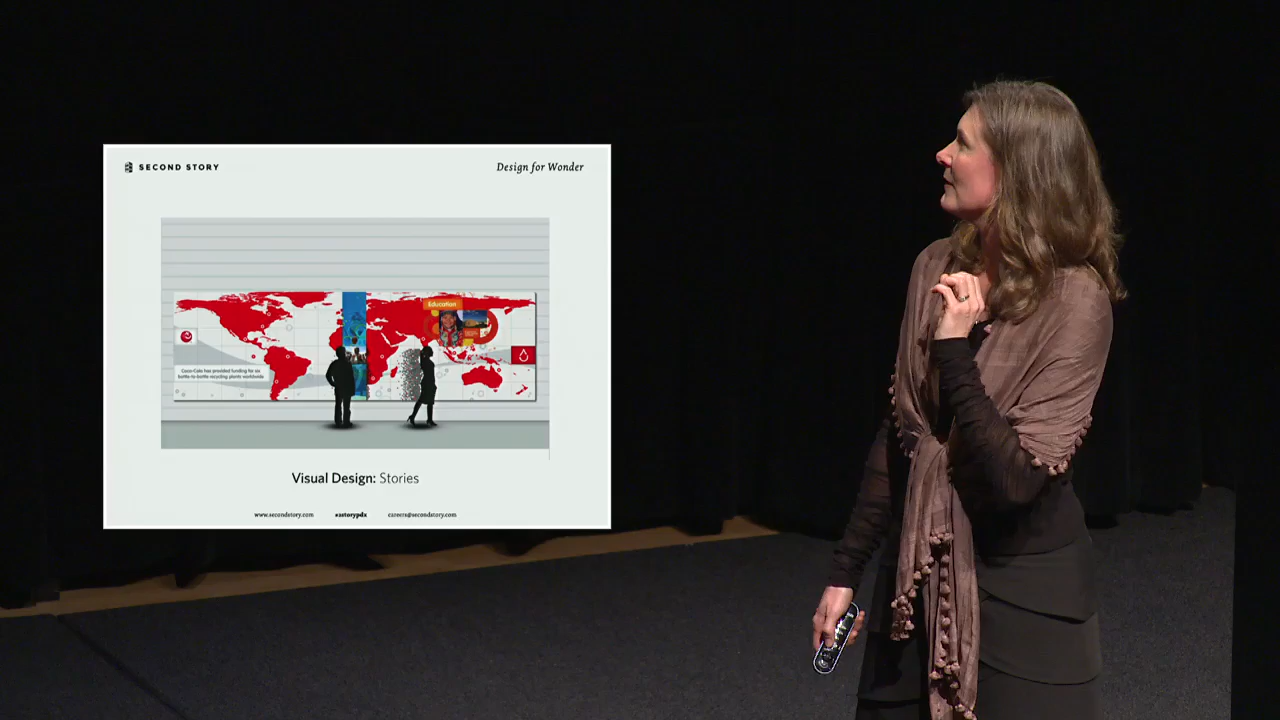 SECOND STORY
Design for Wonder
Education
Coca-Cola has provided funding for six
bottle-to-bottle recycling plants worldwide
Visual Design: Stories
www.secondstory.com #2storypdx careers@secondstory.com